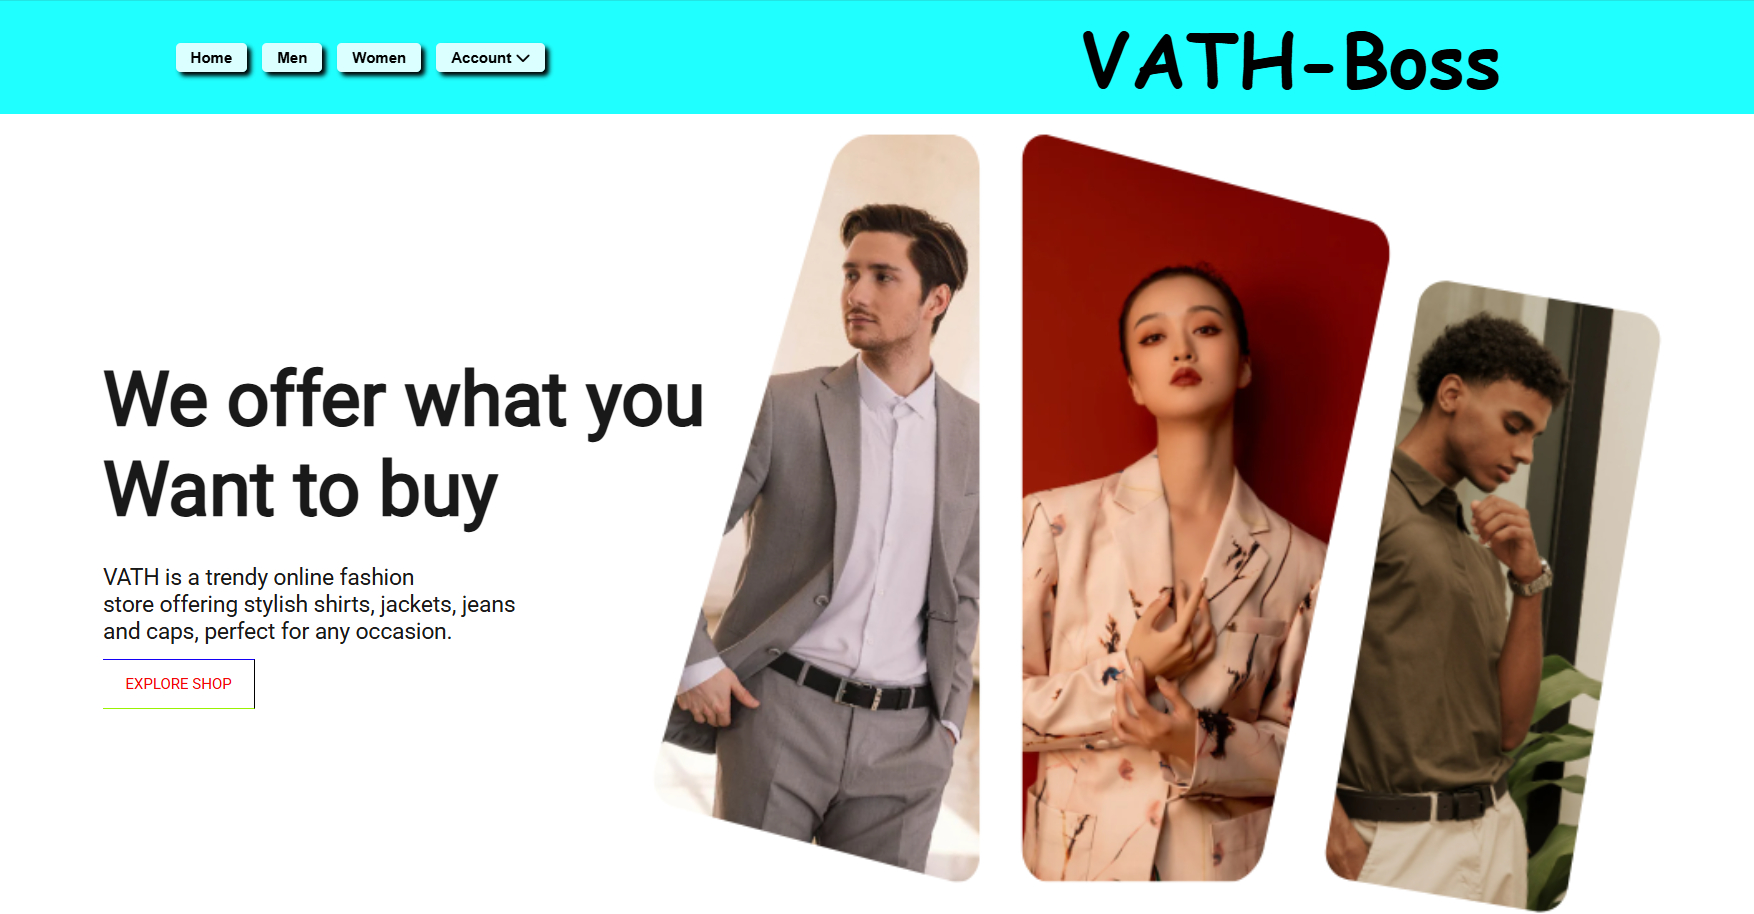 Home
Men
Women
Account
VATH-Boss
We offer what you
Want to buy
VATH is a trendy online fashion
store offering stylish shirts, jackets, jeans
and caps, perfect for any occasion.
EXPLORE SHOP